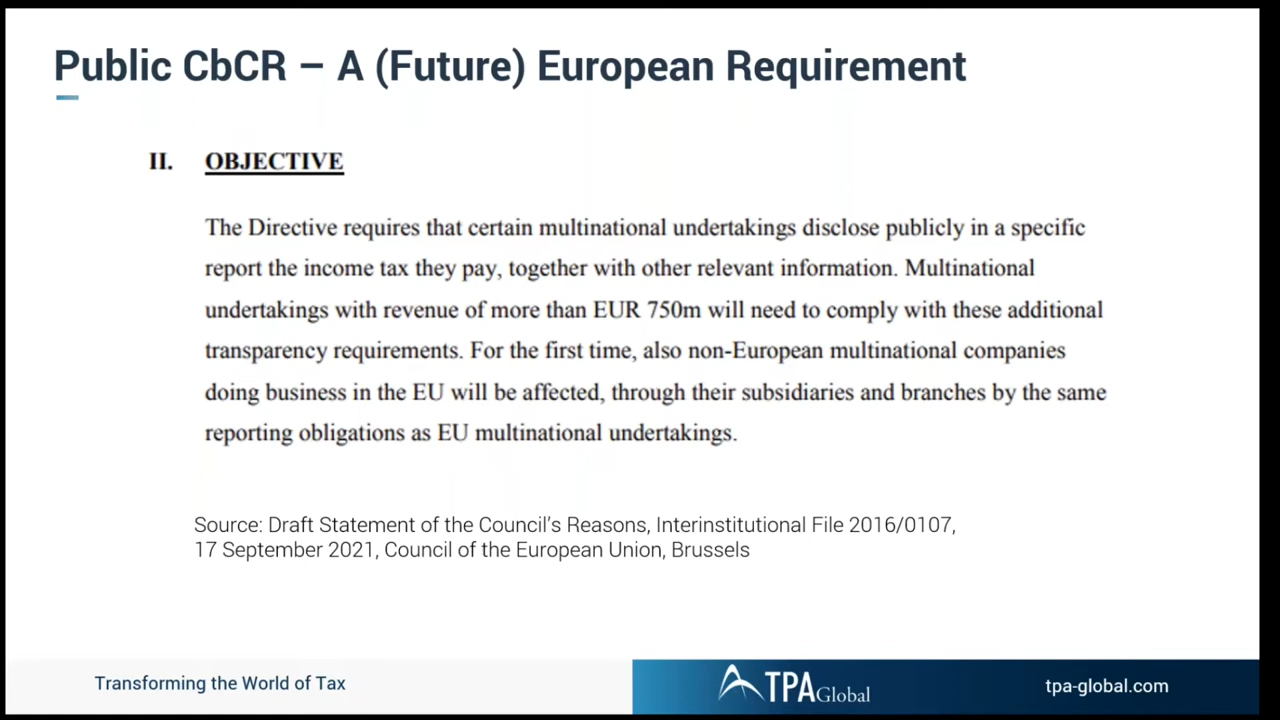 Public CbCR – A (Future) European Requirement
II. OBJECTIVE
The Directive requires that certain multinational undertakings disclose publicly in a specific
report the income tax they pay, together with other relevant information. Multinational
undertakings with revenue of more than EUR 750m will need to comply with these additional
transparency requirements. For the first time, also non-European multinational companies
doing business in the EU will be affected, through their subsidiaries and branches by the same
reporting obligations as EU multinational undertakings.
Source: Draft Statement of the Council's Reasons, Interinstitutional File 2016/0107,
17 September 2021, Council of the European Union, Brussels
Transforming the World of Tax
TPA Global
tpa-global.com